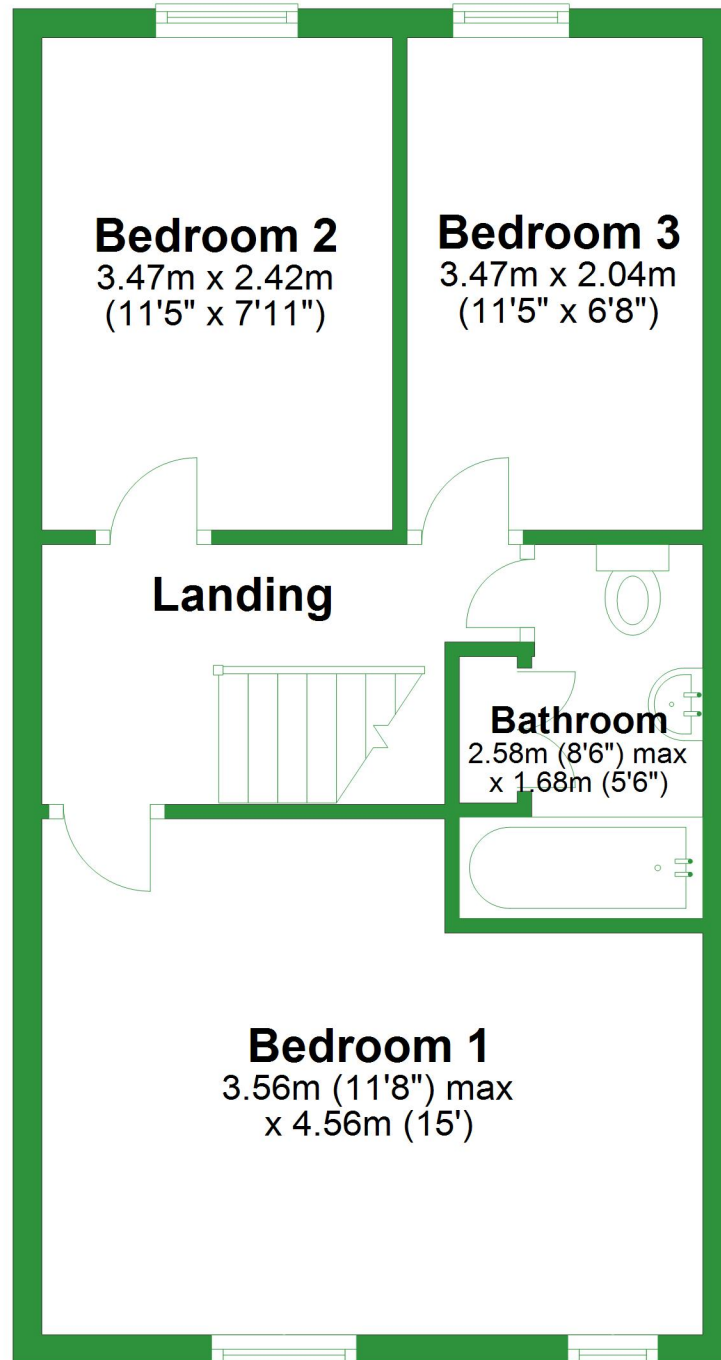 Bedroom 2
3.47m x 2.42m
(11'5" x 7'11")
Bedroom 3
3.47m x 2.04m
(11'5" x 6'8")
Landing
Bathroom
2.58m (8'6") max
x 1.68m (5'6")
Bedroom 1
3.56m (11'8") max
x 4.56m (15')